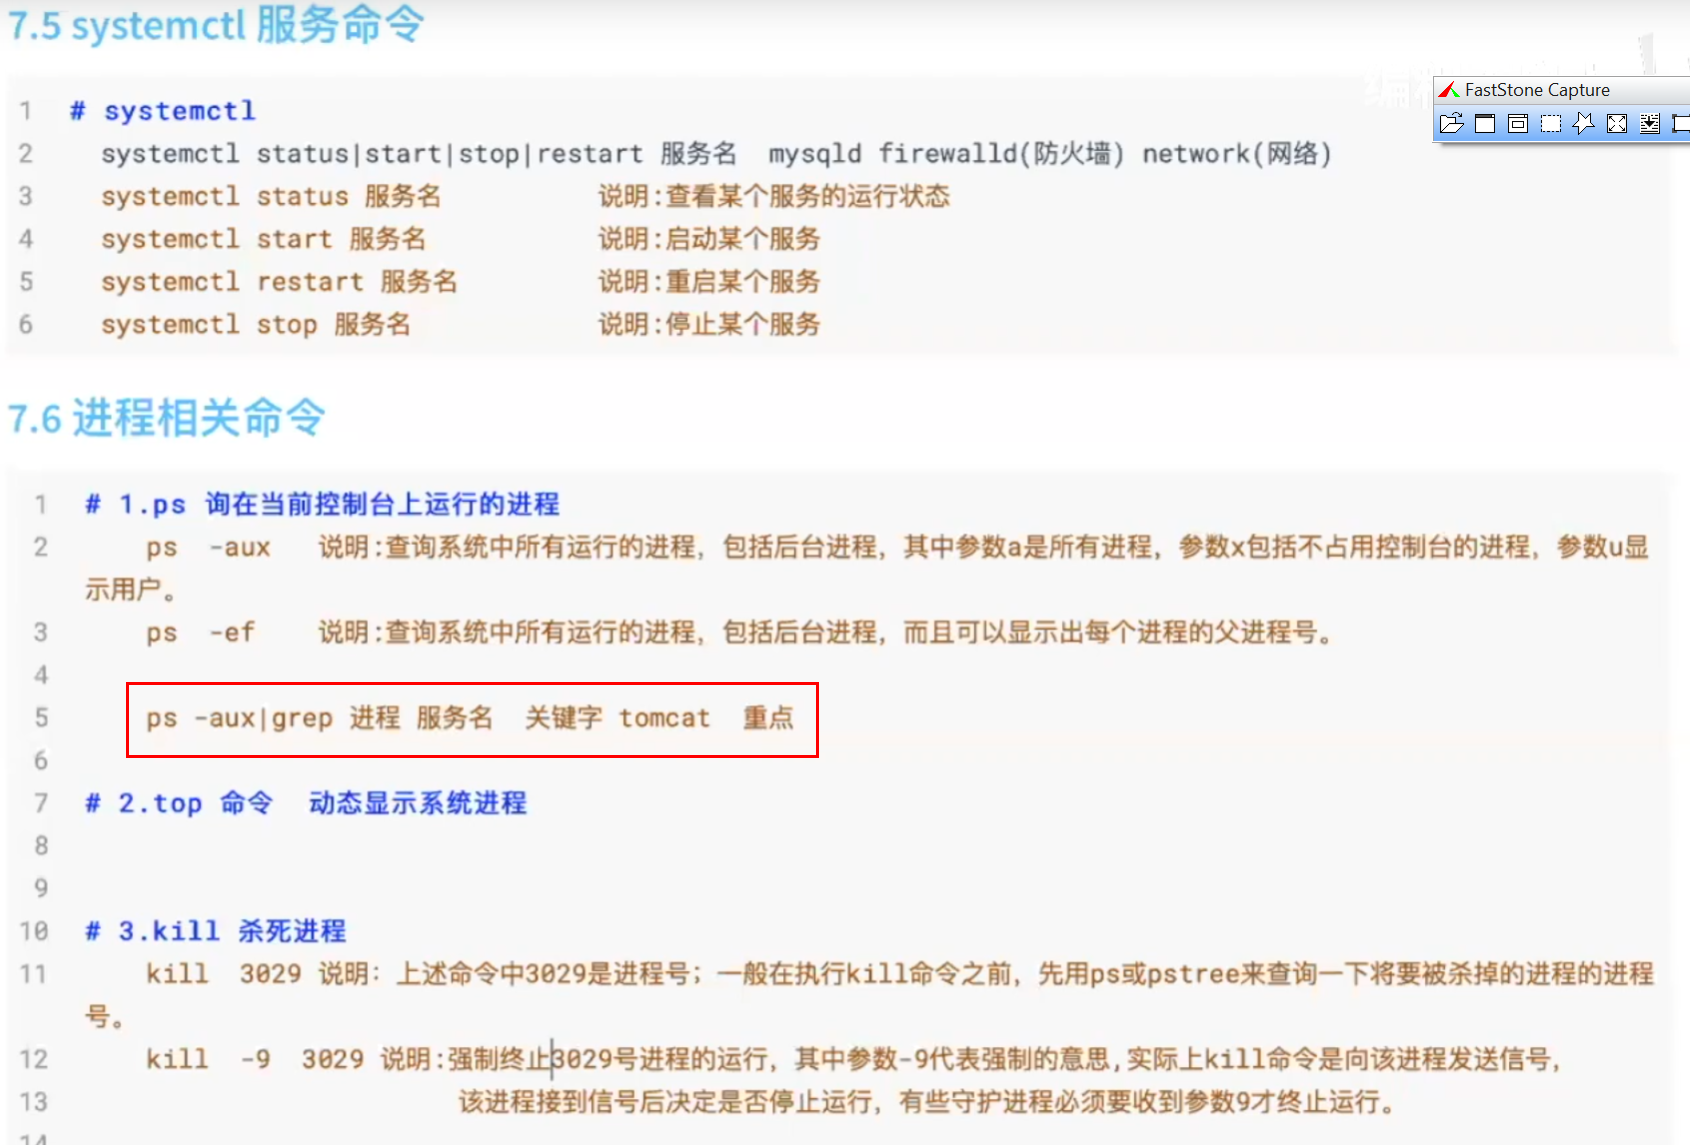 7.5 systemctl 服务命令
编程
FastStone Capture
1 # systemctl
2 systemctl status|start|stop|restart 服务名 mysqld firewalld(防火墙) network(网络)
3 systemctl status 服务名 说明:查看某个服务的运行状态
4 systemctl start 服务名 说明:启动某个服务
5 systemctl restart 服务名 说明:重启某个服务
6 systemctl stop 服务名 说明:停止某个服务
7.6 进程相关命令
1 # 1.ps 询在当前控制台上运行的进程
2 ps -aux 说明:查询系统中所有运行的进程，包括后台进程，其中参数a是所有进程，参数x包括不占用控制台的进程，参数u显
示用户。
3 ps -ef 说明:查询系统中所有运行的进程，包括后台进程，而且可以显示出每个进程的父进程号。
4
5 ps -aux|grep 进程 服务名 关键字 tomcat 重点
6
7 # 2.top 命令 动态显示系统进程
8
9
10 # 3.kill 杀死进程
11 kill 3029 说明：上述命令中3029是进程号；一般在执行kill命令之前，先用ps或pstree来查询一下将要被杀掉的进程的进程
号。
12 kill -9 3029 说明:强制终止3029号进程的运行，其中参数-9代表强制的意思,实际上kill命令是向该进程发送信号，
13 该进程接到信号后决定是否停止运行，有些守护进程必须要收到参数9才终止运行。
14